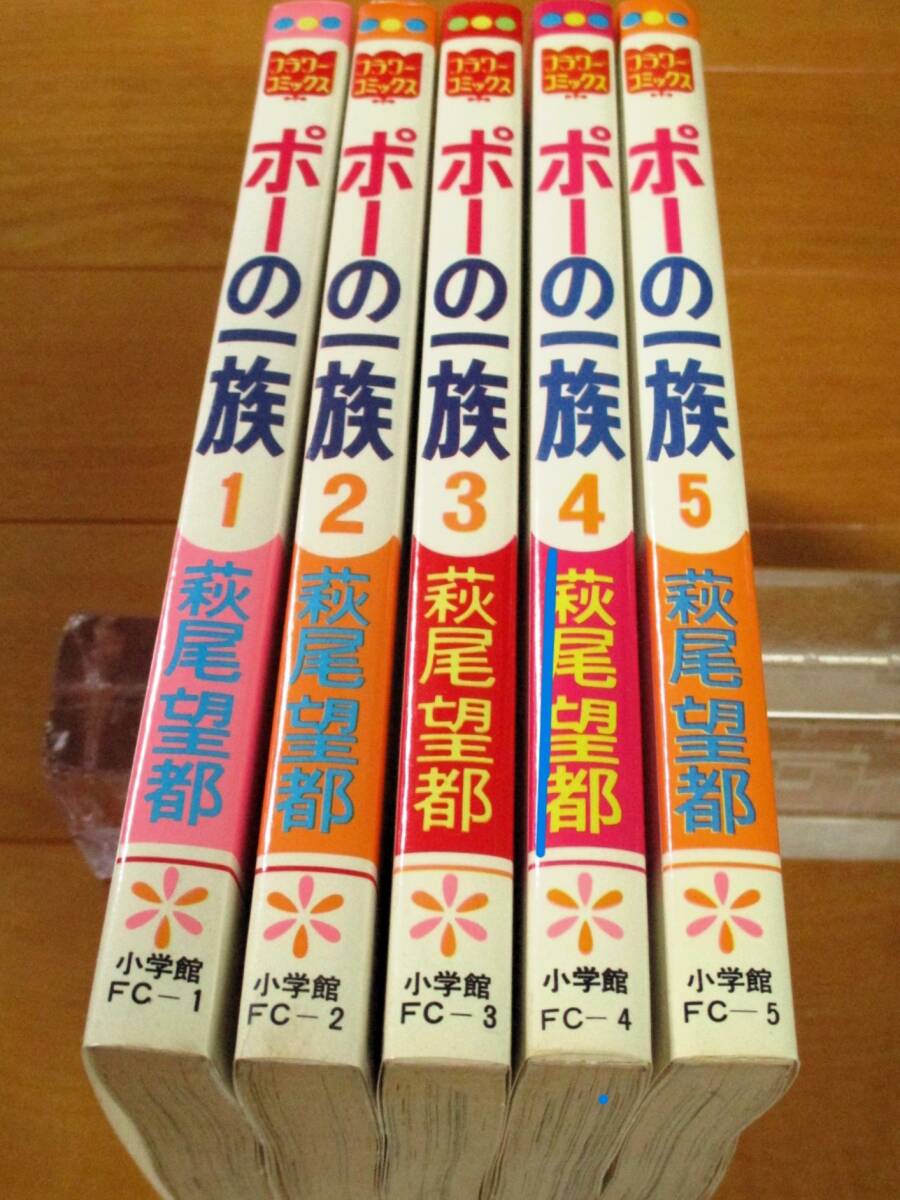 フラワーコミックス
ポーの一族
1
萩尾望都
小学館
FC-1
フラワーコミックス
ポーの一族
2
萩尾望都
小学館
FC-2
フラワーコミックス
ポーの一族
3
萩尾望都
小学館
FC-3
フラワーコミックス
ポーの一族
4
萩尾望都
小学館
FC-4
フラワーコミックス
ポーの一族
5
萩尾望都
小学館
FC-5